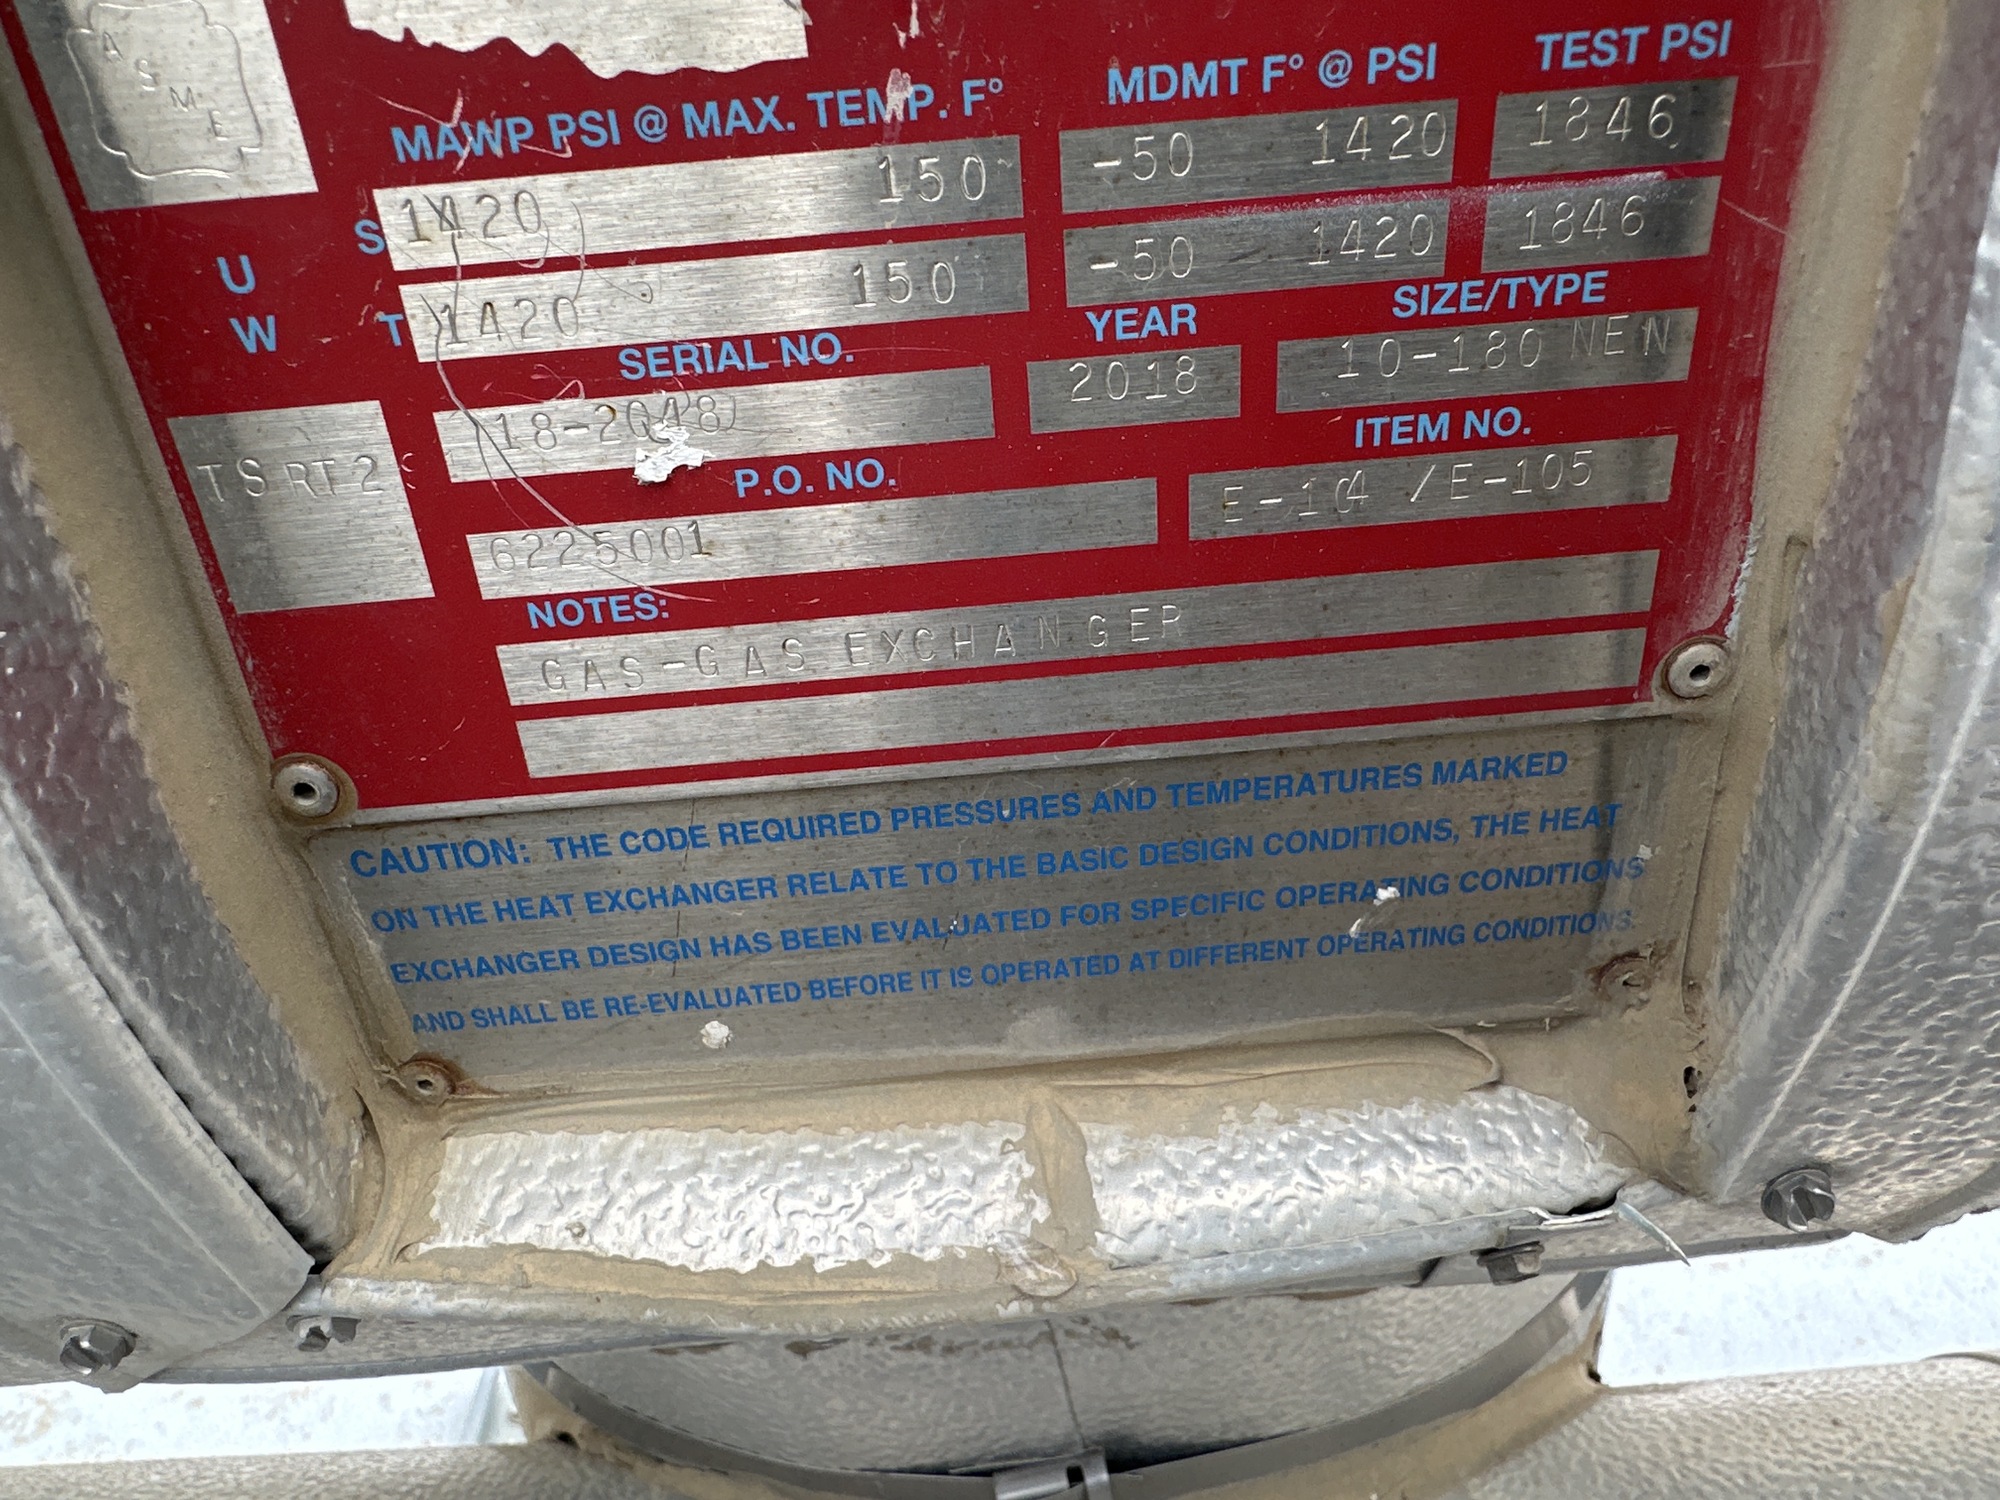 ASME
MAWP PSI @ MAX. TEMP. F° MDMT F° @ PSI TEST PSI
U S 1420 150 -50 1420 1846
W T 1420 150 -50 1420 1846
SERIAL NO. YEAR SIZE/TYPE
18-2048 2018 10-180 NEN
TS RT2 P.O. NO. ITEM NO.
6225001 E-104 /E-105
NOTES:
GAS-GAS EXCHANGER
CAUTION: THE CODE REQUIRED PRESSURES AND TEMPERATURES MARKED
ON THE HEAT EXCHANGER RELATE TO THE BASIC DESIGN CONDITIONS, THE HEAT
EXCHANGER DESIGN HAS BEEN EVALUATED FOR SPECIFIC OPERATING CONDITIONS
AND SHALL BE RE-EVALUATED BEFORE IT IS OPERATED AT DIFFERENT OPERATING CONDITIONS.